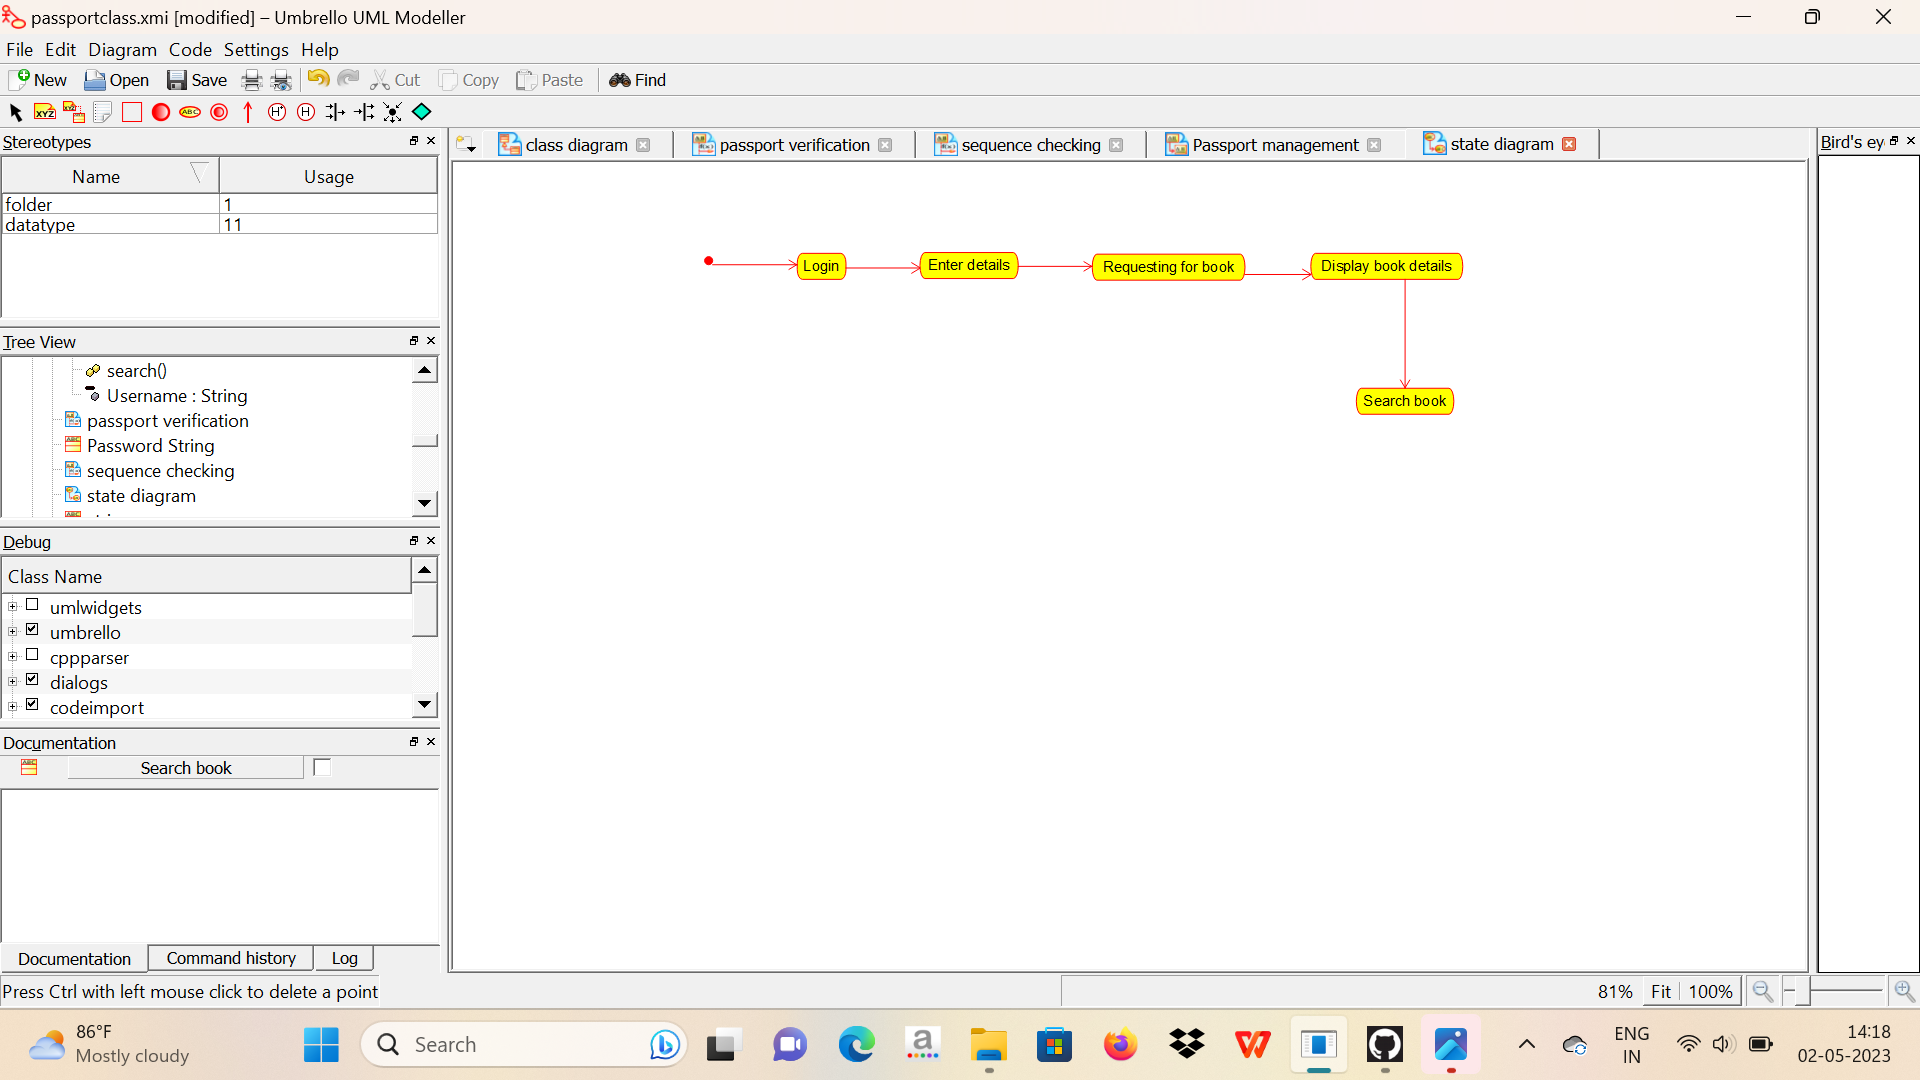 passportclass.xmi [modified] – Umbrello UML Modeller
File Edit Diagram Code Settings Help
New Open Save Cut Copy Paste Find
XYZ XYZ ABC H* H
Stereotypes
Name Usage
folder 1
datatype 11
Tree View
search()
Username : String
passport verification
Password String
sequence checking
state diagram
Debug
Class Name
umlwidgets
umbrello
cppparser
dialogs
codeimport
Documentation
Search book
Documentation Command history Log
Press Ctrl with left mouse click to delete a point
class diagram passport verification sequence checking Passport management state diagram
Login Enter details Requesting for book Display book details
Search book
Bird's ey
81% Fit 100%
86°F
Mostly cloudy
Search
ENG
IN
14:18
02-05-2023